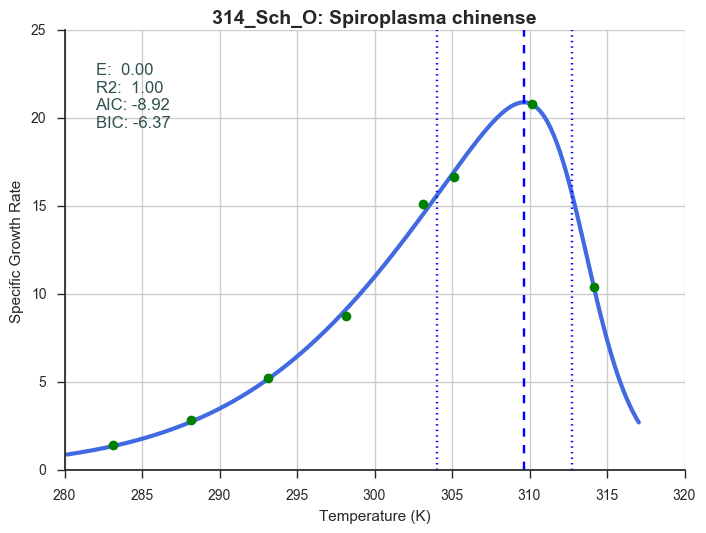 314_Sch_O: Spiroplasma chinense
E:  0.00
R2:  1.00
AIC: -8.92
BIC: -6.37
Specific Growth Rate
25
20
15
10
5
0
280 285 290 295 300 305 310 315 320
Temperature (K)